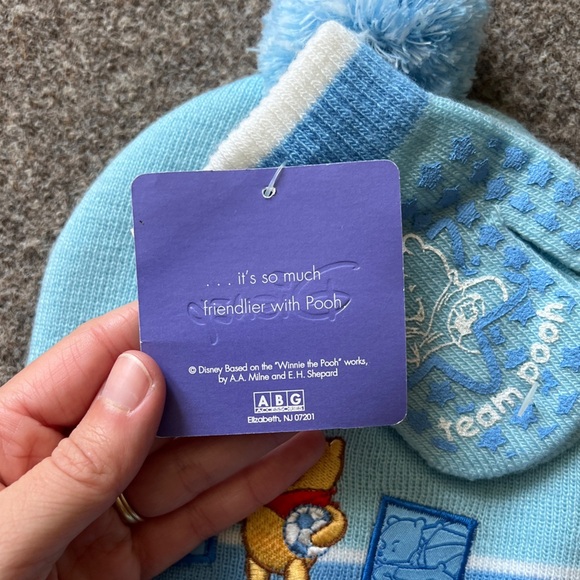 . . . it's so much
friendlier with Pooh.
© Disney Based on the "Winnie the Pooh" works,
by A.A. Milne and E.H. Shepard
ABG
ACCESSORIES
Elizabeth, NJ 07201
team pooh